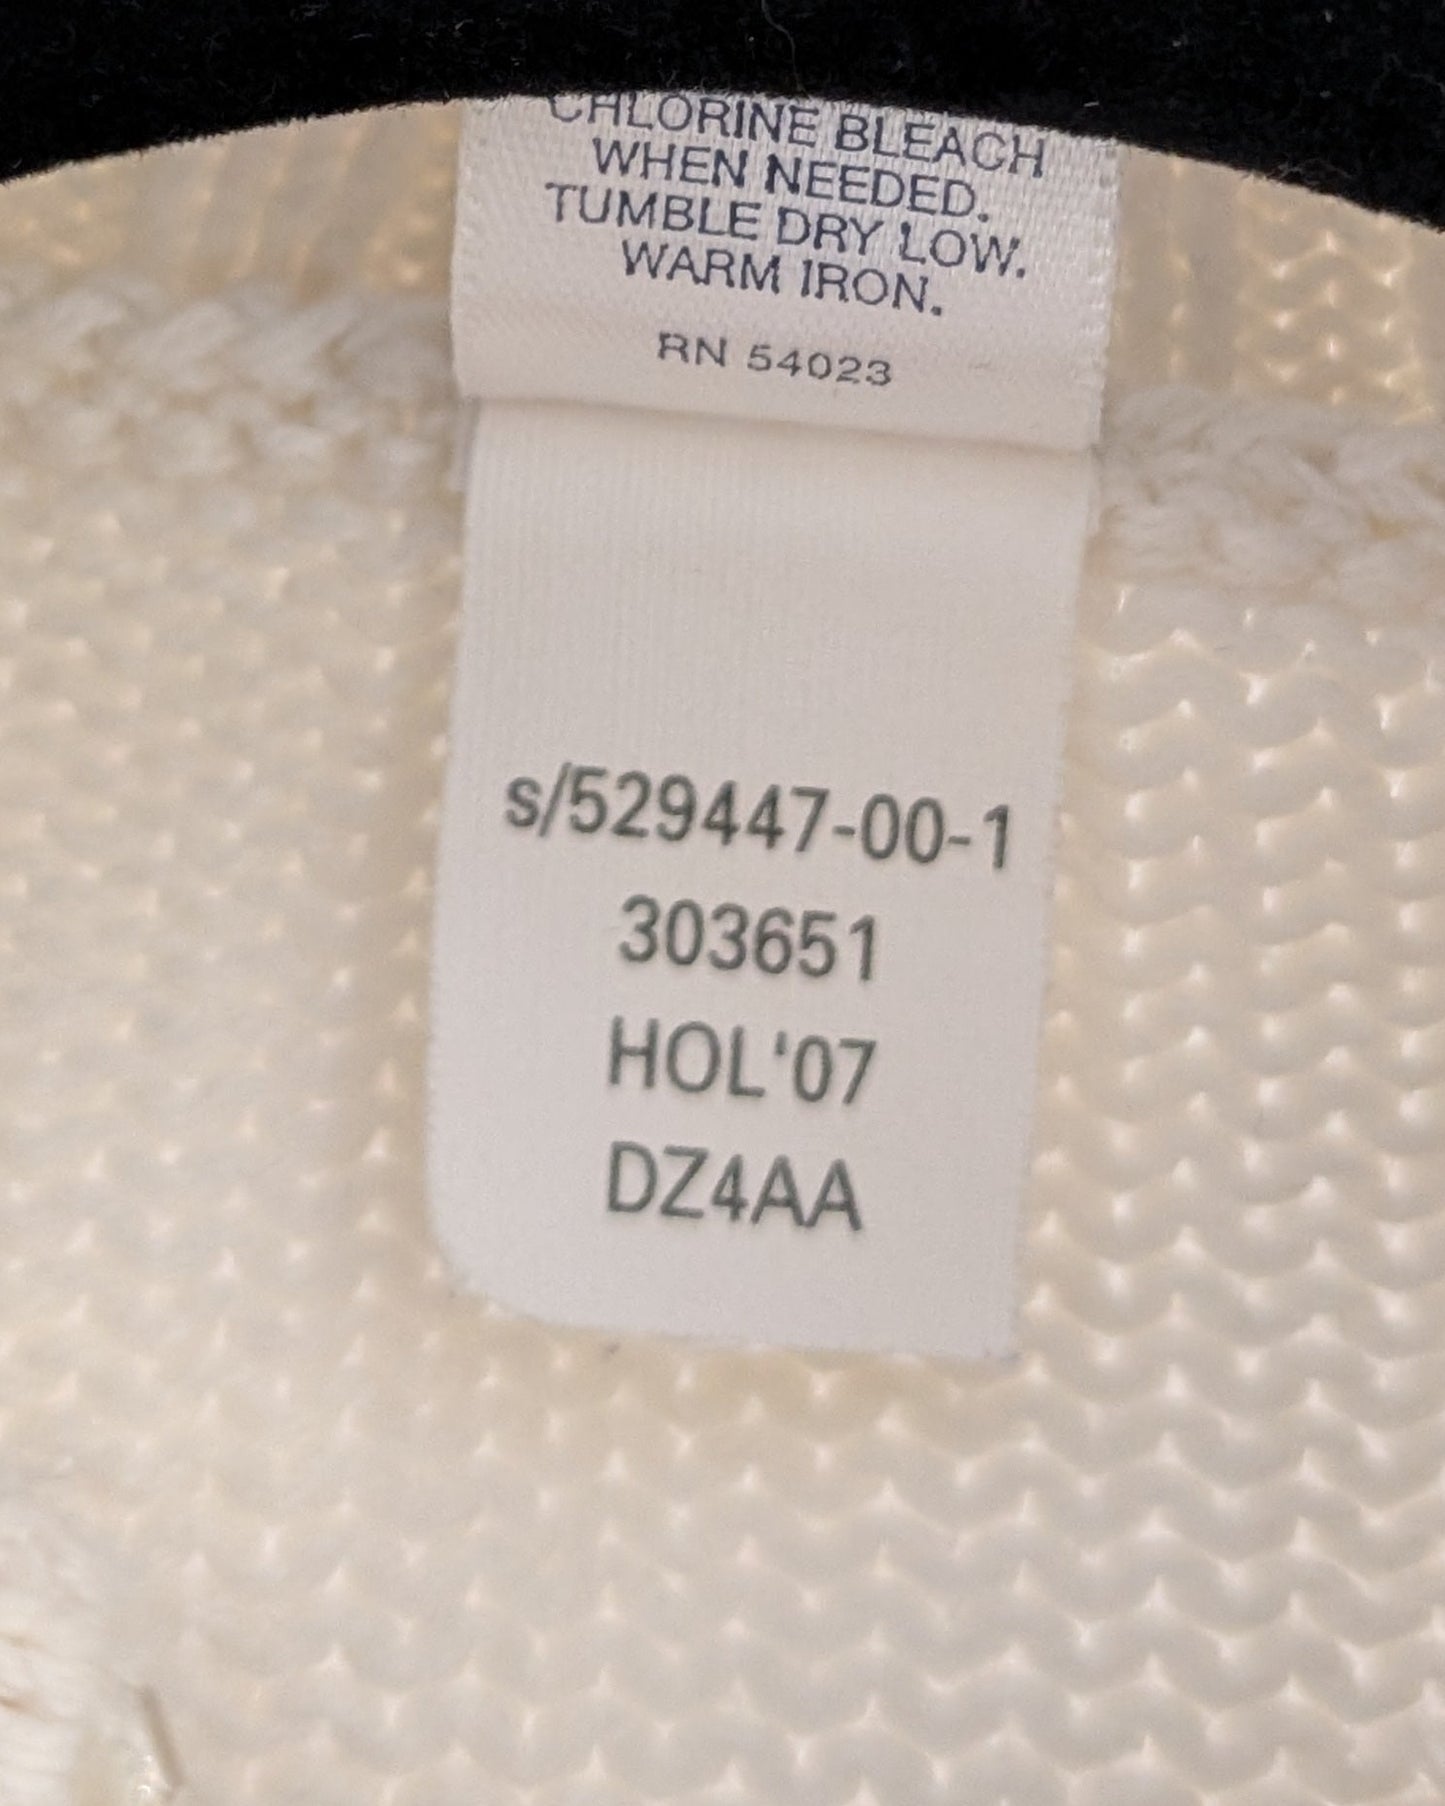 CHLORINE BLEACH
WHEN NEEDED.
TUMBLE DRY LOW.
WARM IRON.
RN 54023
s/529447-00-1
303651
HOL'07
DZ4AA